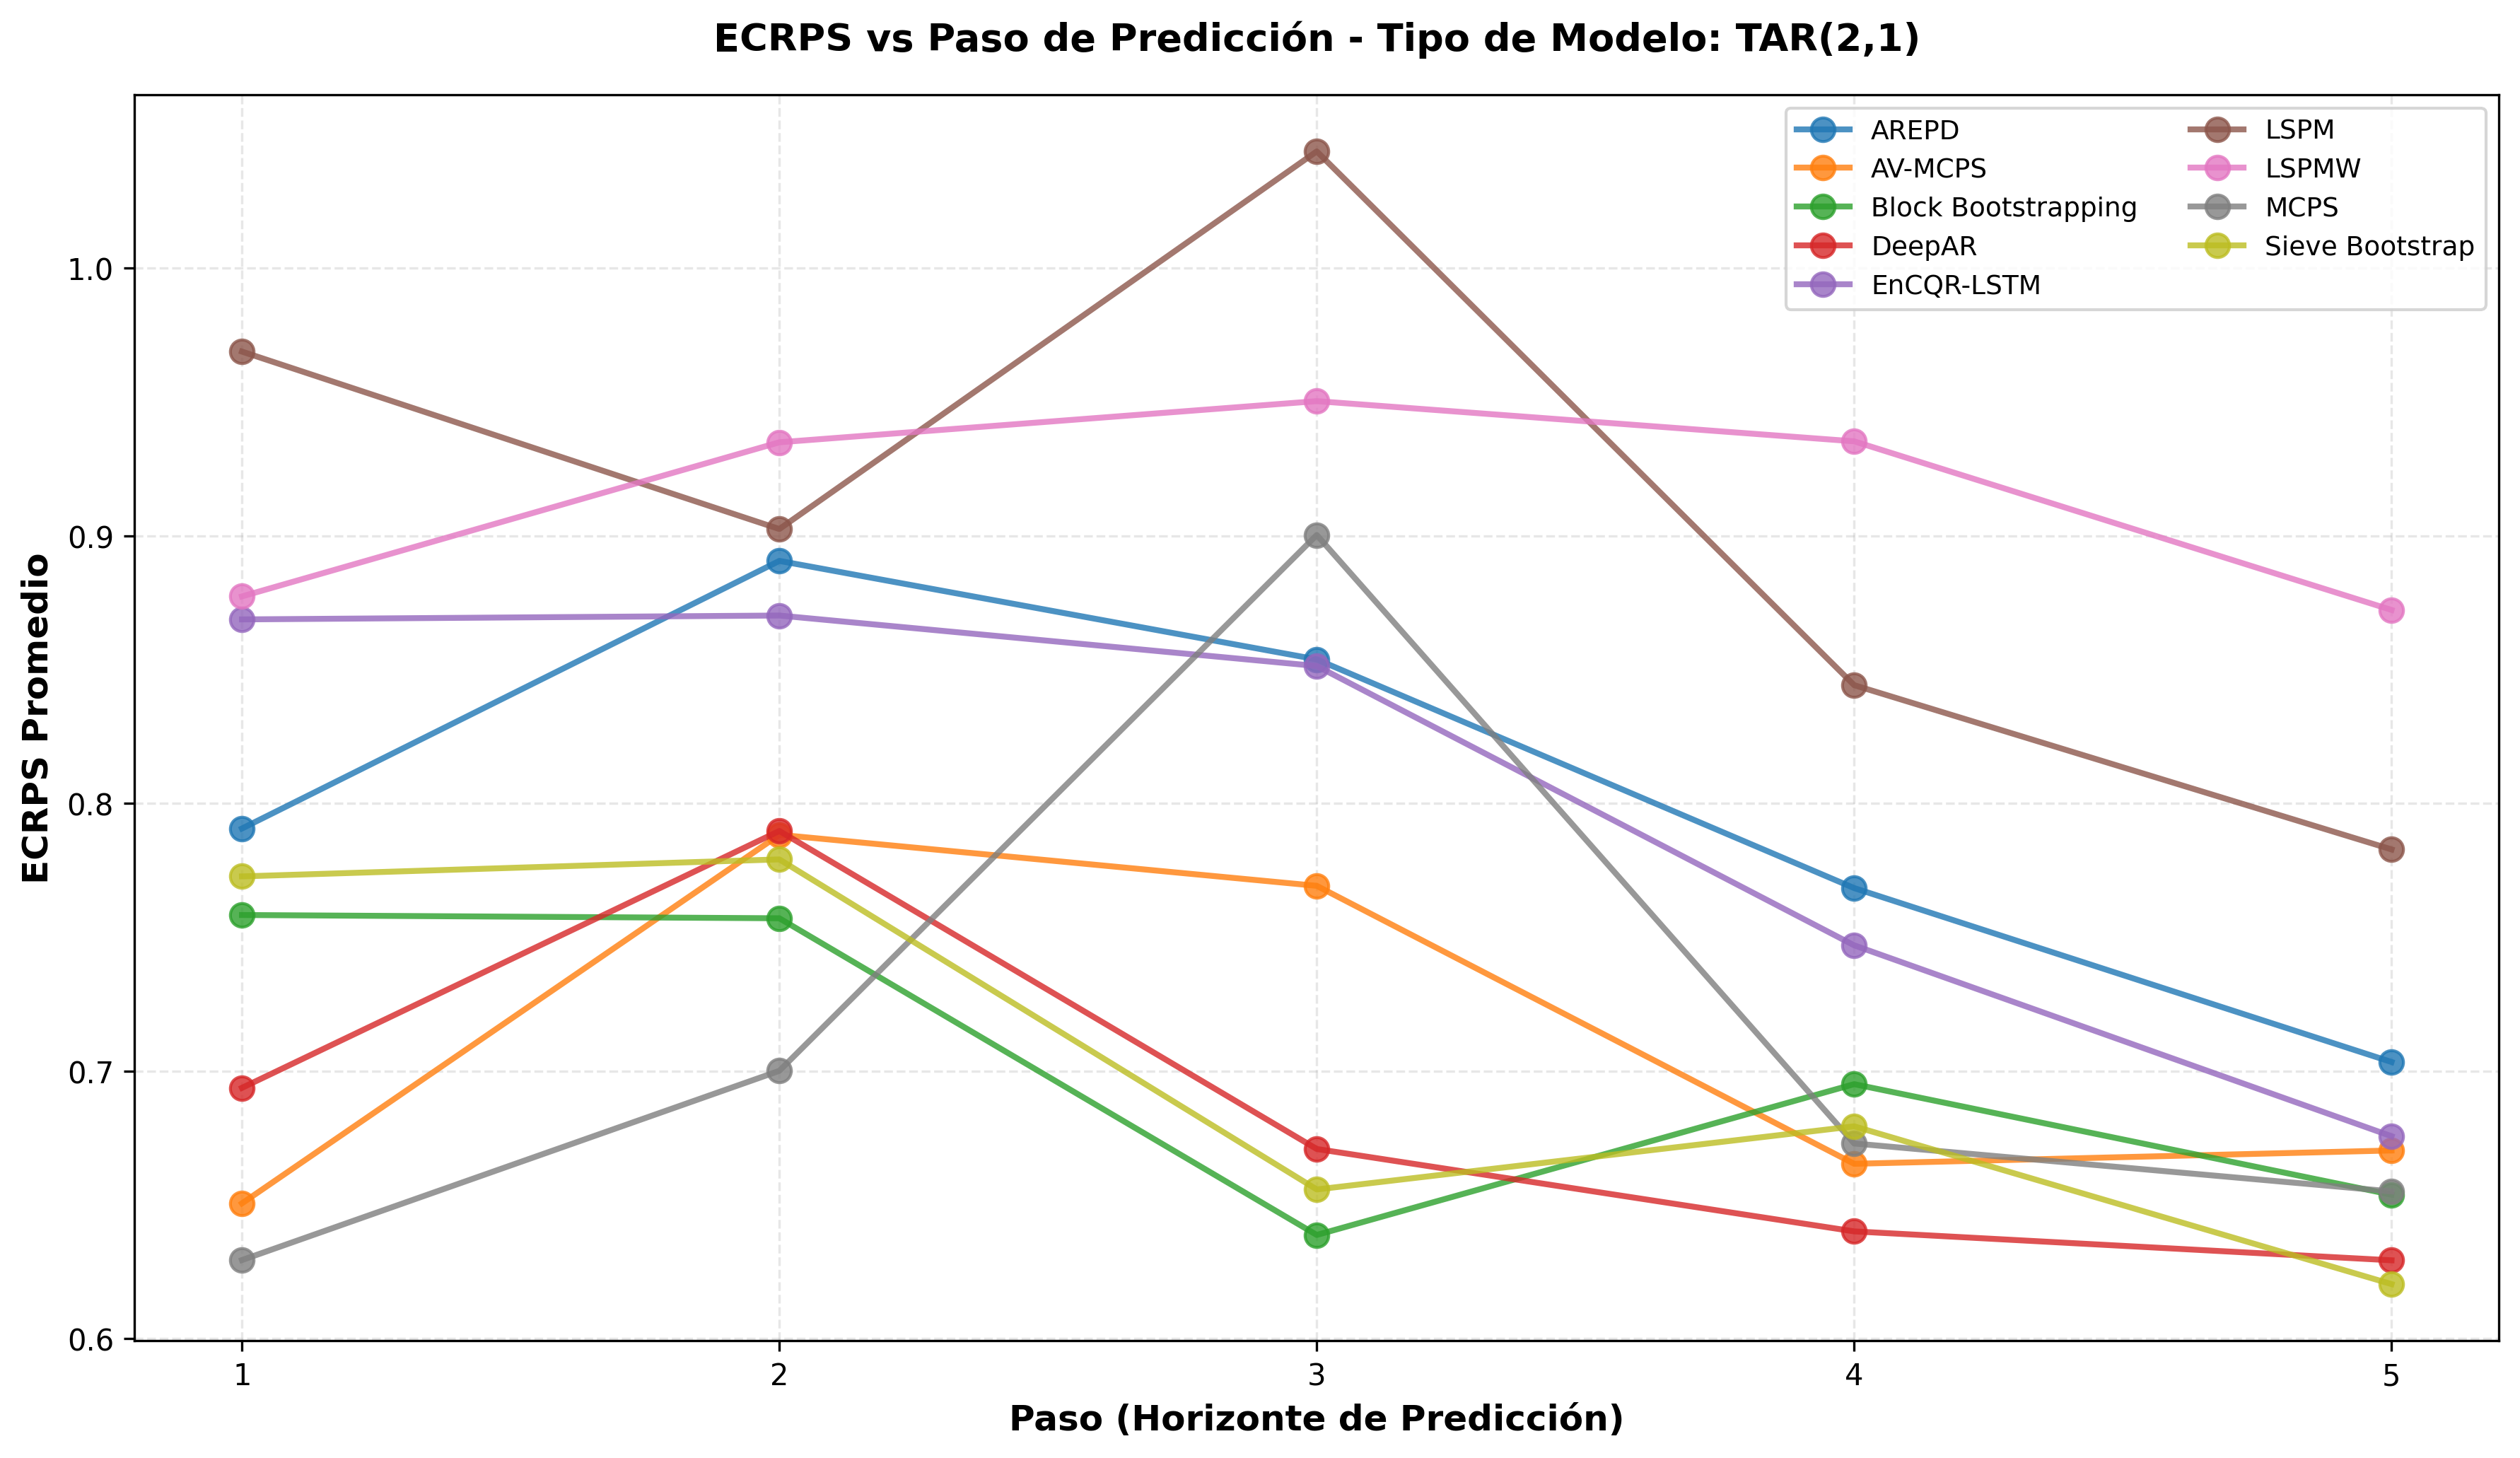 ECRPS vs Paso de Predicción - Tipo de Modelo: TAR(2,1)
ECRPS Promedio
1.0
0.9
0.8
0.7
0.6
AREPD
AV-MCPS
Block Bootstrapping
DeepAR
EnCQR-LSTM
LSPM
LSPMW
MCPS
Sieve Bootstrap
1 2 3 4 5
Paso (Horizonte de Predicción)